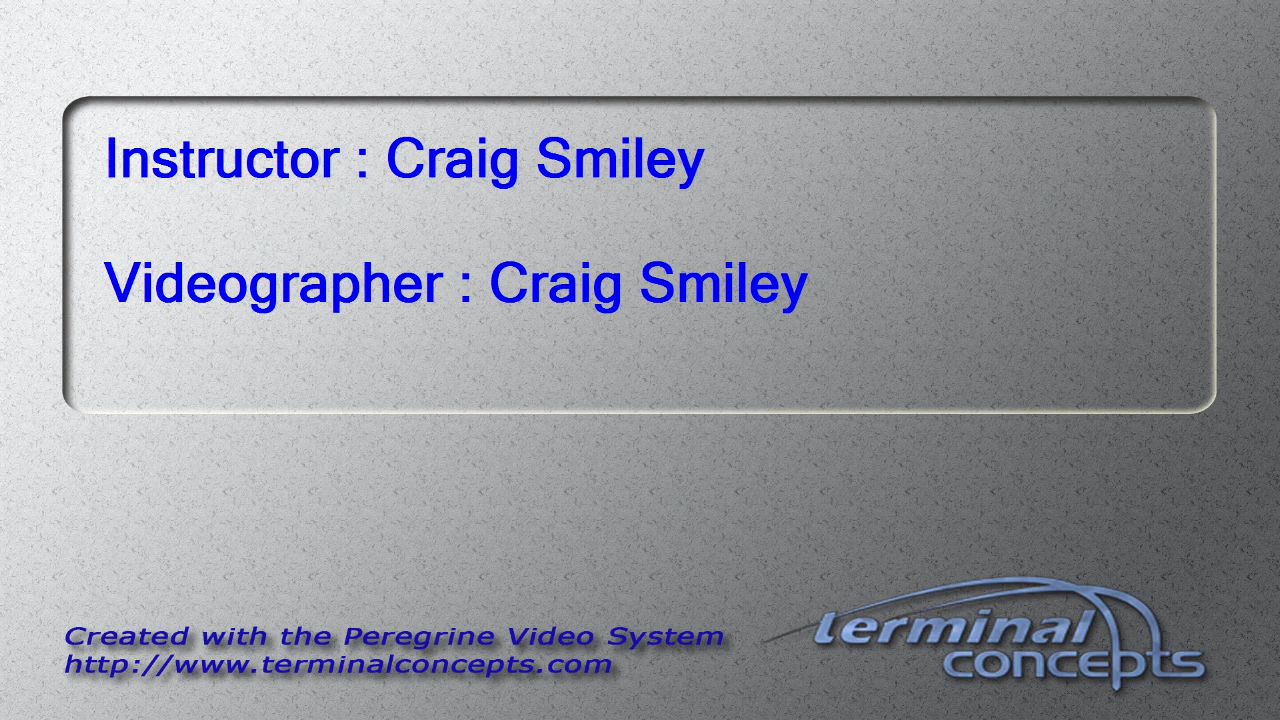 Instructor : Craig Smiley
Videographer : Craig Smiley
Created with the Peregrine Video System
http://www.terminalconcepts.com
terminal
concepts